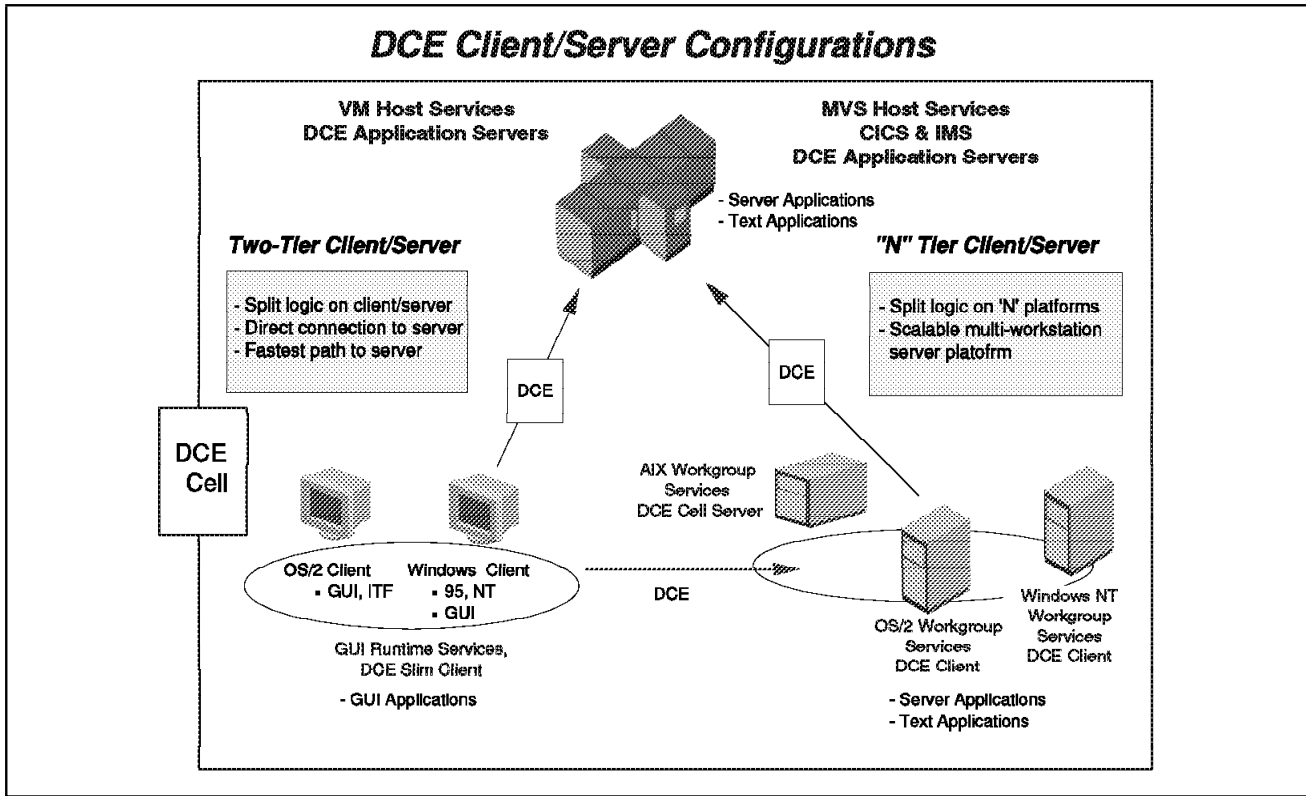 DCE Client/Server Configurations
VM Host Services
DCE Application Servers
MVS Host Services
CICS & IMS
DCE Application Servers
- Server Applications
- Text Applications
Two-Tier Client/Server
- Split logic on client/server
- Direct connection to server
- Fastest path to server
"N" Tier Client/Server
- Split logic on 'N' platforms
- Scalable multi-workstation
server platofrm
DCE
DCE
DCE
Cell
AIX Workgroup
Services
DCE Cell Server
OS/2 Client
▪ GUI, ITF
Windows Client
▪ 95, NT
▪ GUI
DCE
GUI Runtime Services,
DCE Slim Client
- GUI Applications
OS/2 Workgroup
Services
DCE Client
Windows NT
Workgroup
Services
DCE Client
- Server Applications
- Text Applications